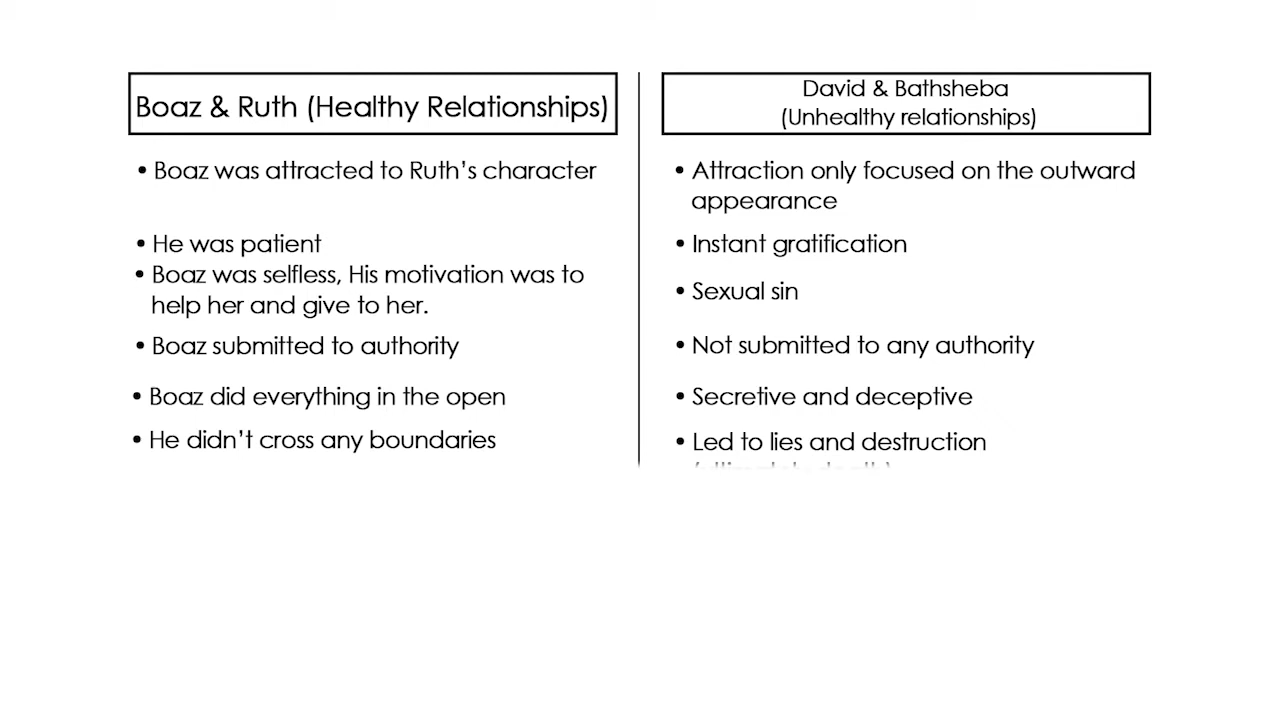 Boaz & Ruth (Healthy Relationships)
• Boaz was attracted to Ruth’s character
• He was patient
• Boaz was selfless, His motivation was to
help her and give to her.
• Boaz submitted to authority
• Boaz did everything in the open
• He didn’t cross any boundaries
David & Bathsheba
(Unhealthy relationships)
• Attraction only focused on the outward
appearance
• Instant gratification
• Sexual sin
• Not submitted to any authority
• Secretive and deceptive
• Led to lies and destruction